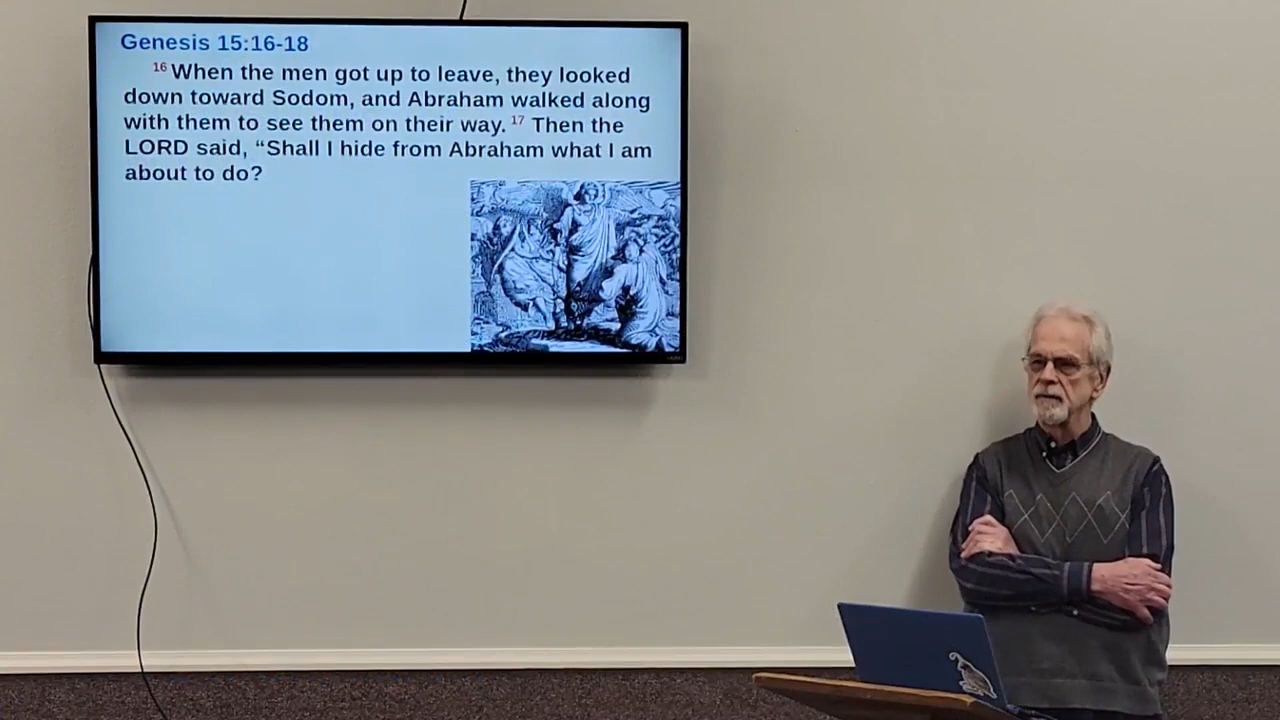 Genesis 15:16-18
16 When the men got up to leave, they looked
down toward Sodom, and Abraham walked along
with them to see them on their way. 17 Then the
LORD said, “Shall I hide from Abraham what I am
about to do?